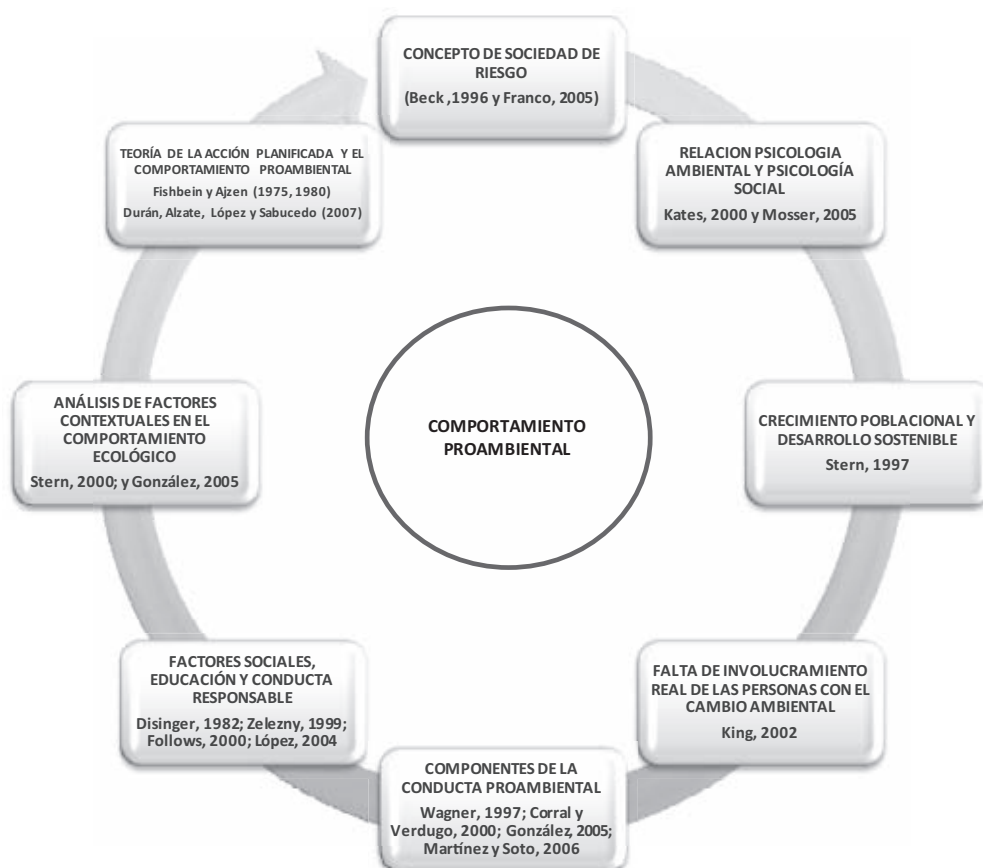 CONCEPTO DE SOCIEDAD DE
RIESGO
(Beck ,1996 y Franco, 2005)
RELACION PSICOLOGIA
AMBIENTAL Y PSICOLOGÍA
SOCIAL
Kates, 2000 y Mosser, 2005
CRECIMIENTO POBLACIONAL Y
DESARROLLO SOSTENIBLE
Stern, 1997
FALTA DE INVOLUCRAMIENTO
REAL DE LAS PERSONAS CON EL
CAMBIO AMBIENTAL
King, 2002
COMPONENTES DE LA
CONDUCTA PROAMBIENTAL
Wagner, 1997; Corral y
Verdugo, 2000; González, 2005;
Martínez y Soto, 2006
FACTORES SOCIALES,
EDUCACIÓN Y CONDUCTA
RESPONSABLE
Disinger, 1982; Zelezny, 1999;
Follows, 2000; López, 2004
ANÁLISIS DE FACTORES
CONTEXTUALES EN EL
COMPORTAMIENTO
ECOLÓGICO
Stern, 2000; y González, 2005
TEORÍA DE LA ACCIÓN PLANIFICADA Y EL
COMPORTAMIENTO PROAMBIENTAL
Fishbein y Ajzen (1975, 1980)
Durán, Alzate, López y Sabucedo (2007)
COMPORTAMIENTO
PROAMBIENTAL